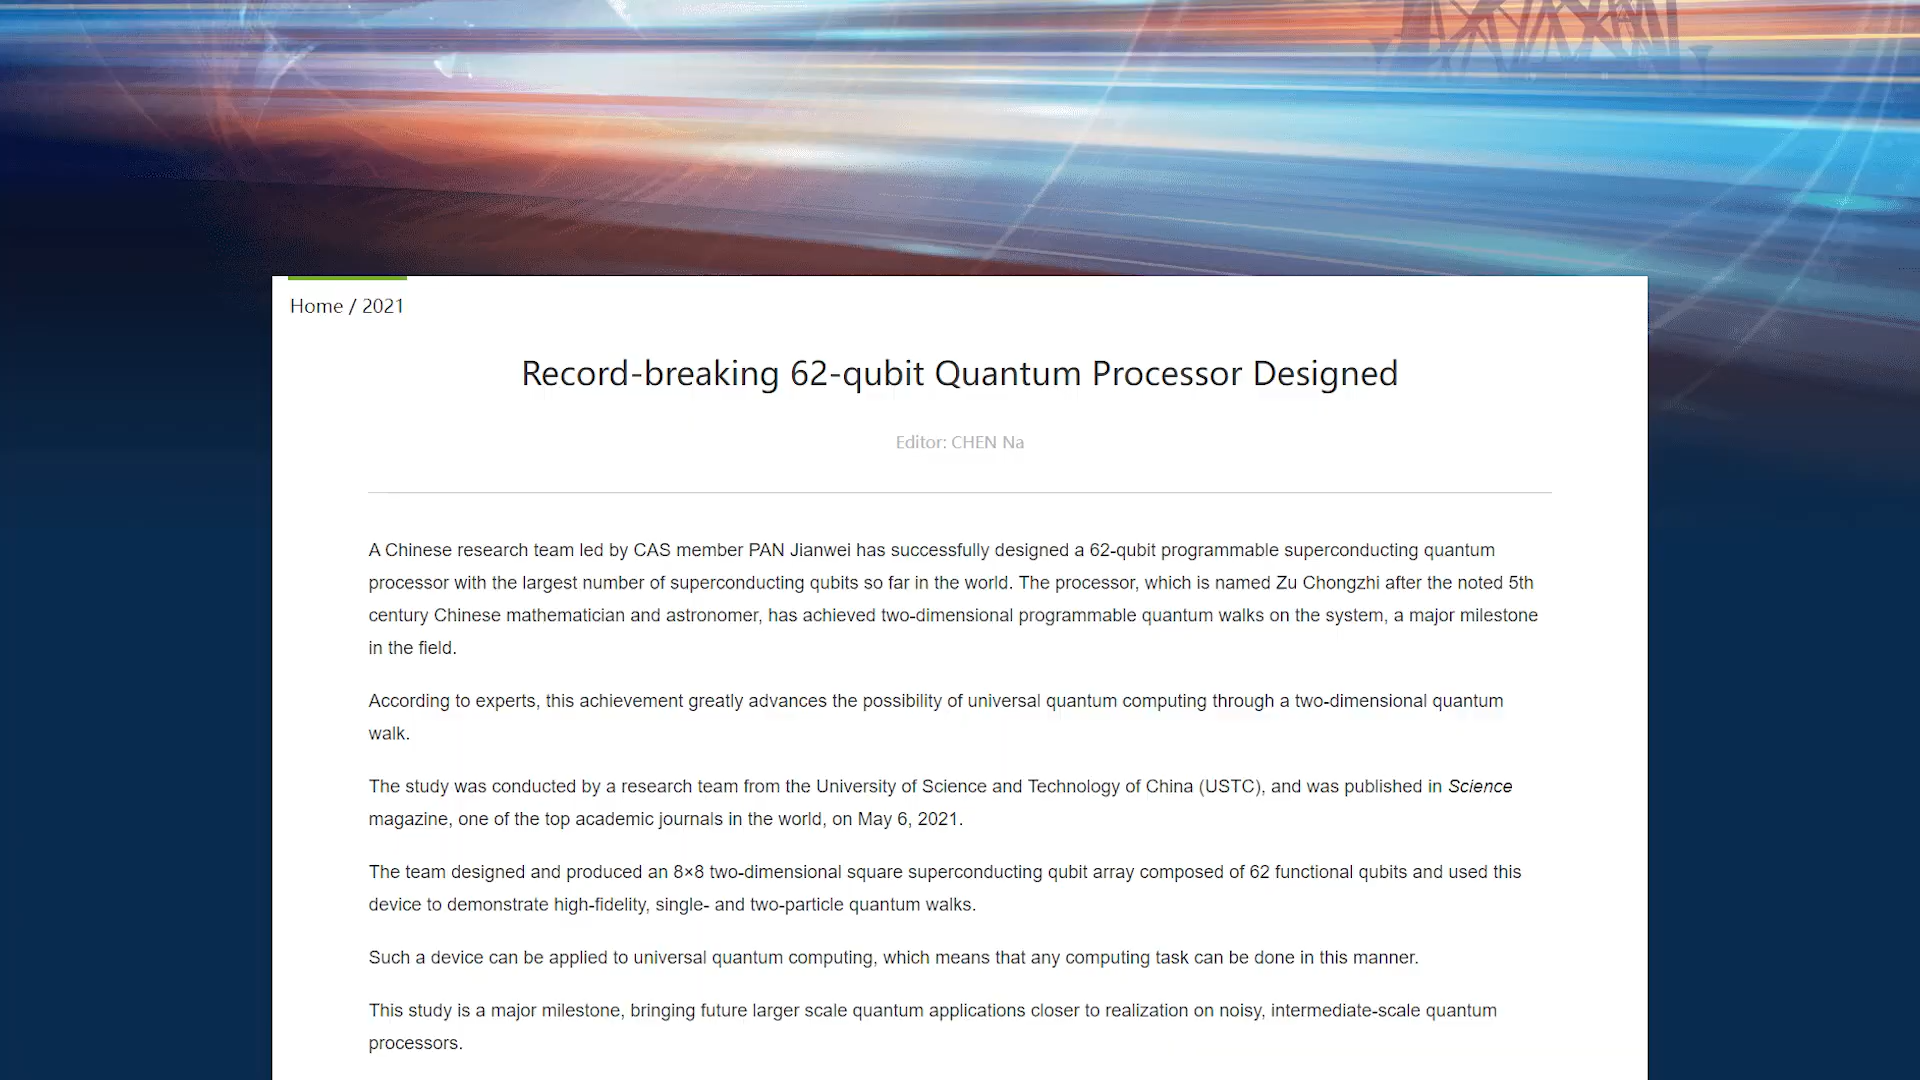 Home / 2021
Record-breaking 62-qubit Quantum Processor Designed
Editor: CHEN Na
A Chinese research team led by CAS member PAN Jianwei has successfully designed a 62-qubit programmable superconducting quantum
processor with the largest number of superconducting qubits so far in the world. The processor, which is named Zu Chongzhi after the noted 5th
century Chinese mathematician and astronomer, has achieved two-dimensional programmable quantum walks on the system, a major milestone
in the field.
According to experts, this achievement greatly advances the possibility of universal quantum computing through a two-dimensional quantum
walk.
The study was conducted by a research team from the University of Science and Technology of China (USTC), and was published in Science
magazine, one of the top academic journals in the world, on May 6, 2021.
The team designed and produced an 8×8 two-dimensional square superconducting qubit array composed of 62 functional qubits and used this
device to demonstrate high-fidelity, single- and two-particle quantum walks.
Such a device can be applied to universal quantum computing, which means that any computing task can be done in this manner.
This study is a major milestone, bringing future larger scale quantum applications closer to realization on noisy, intermediate-scale quantum
processors.